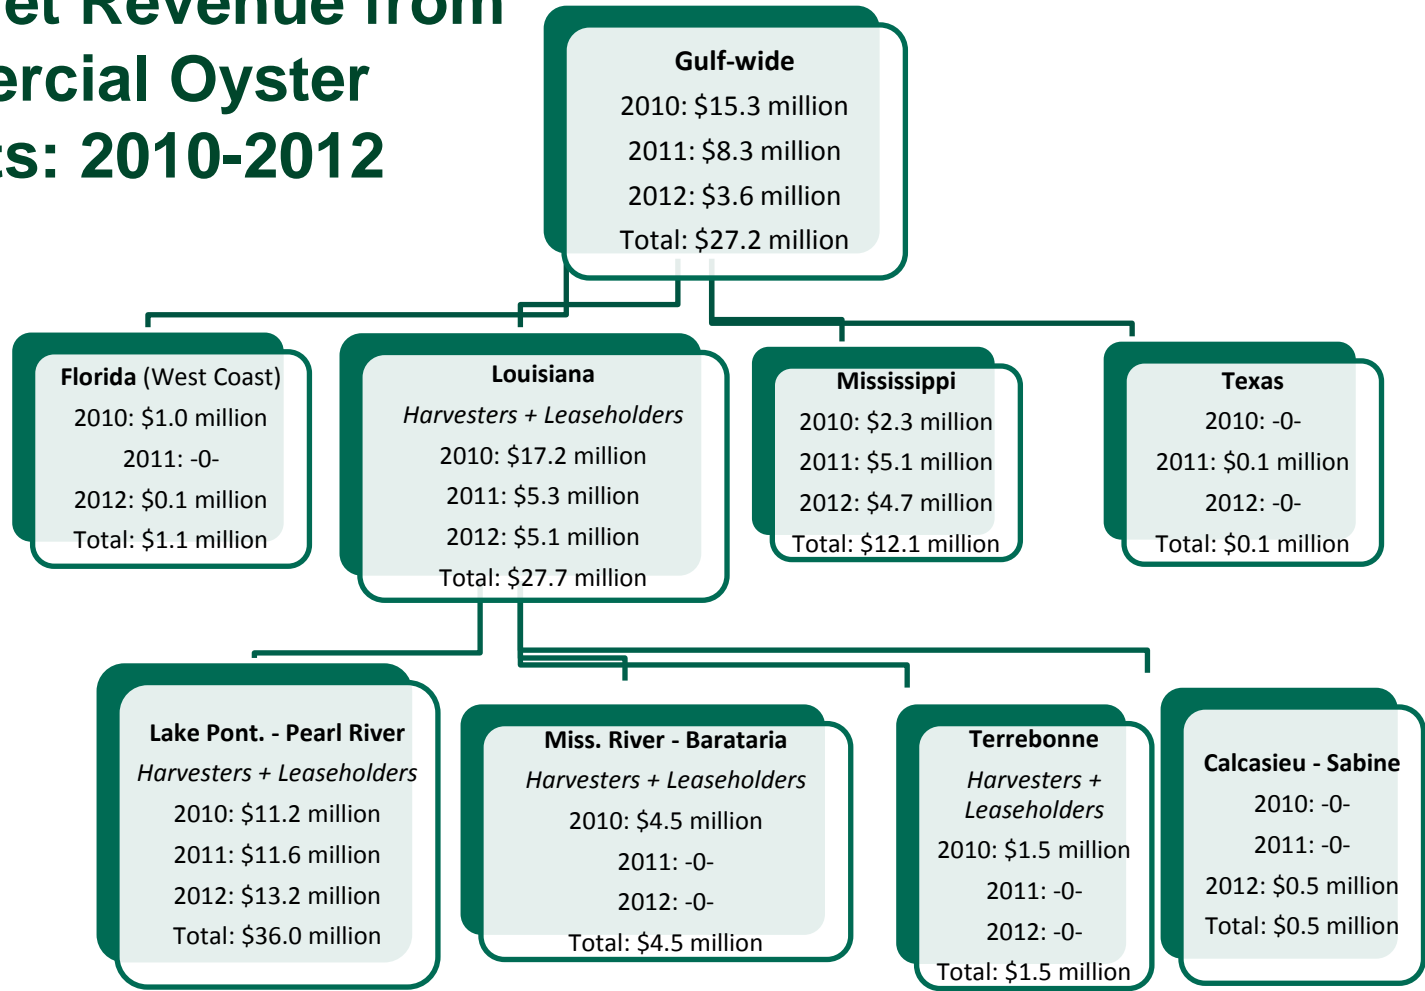 et Revenue from
ercial Oyster
ts: 2010-2012
Gulf-wide
2010: $15.3 million
2011: $8.3 million
2012: $3.6 million
Total: $27.2 million
Florida (West Coast)
2010: $1.0 million
2011: -0-
2012: $0.1 million
Total: $1.1 million
Louisiana
Harvesters + Leaseholders
2010: $17.2 million
2011: $5.3 million
2012: $5.1 million
Total: $27.7 million
Mississippi
2010: $2.3 million
2011: $5.1 million
2012: $4.7 million
Total: $12.1 million
Texas
2010: -0-
2011: $0.1 million
2012: -0-
Total: $0.1 million
Lake Pont. - Pearl River
Harvesters + Leaseholders
2010: $11.2 million
2011: $11.6 million
2012: $13.2 million
Total: $36.0 million
Miss. River - Barataria
Harvesters + Leaseholders
2010: $4.5 million
2011: -0-
2012: -0-
Total: $4.5 million
Terrebonne
Harvesters +
Leaseholders
2010: $1.5 million
2011: -0-
2012: -0-
Total: $1.5 million
Calcasieu - Sabine
2010: -0-
2011: -0-
2012: $0.5 million
Total: $0.5 million